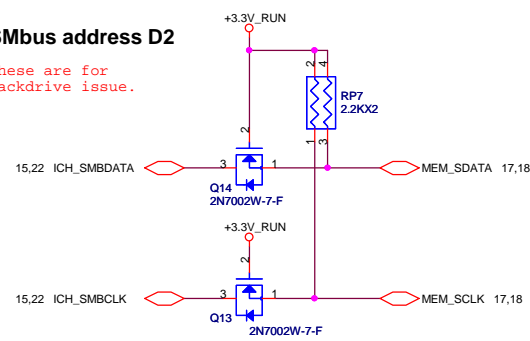 +3.3V_RUN
SMbus address D2
hese are for
ackdrive issue.
2 4
RP7
2.2KX2
2
1 3
15,22 ICH_SMBDATA
3 1
MEM_SDATA 17,18
Q14
2N7002W-7-F
+3.3V_RUN
2
15,22 ICH_SMBCLK
3 1
MEM_SCLK 17,18
Q13
2N7002W-7-F